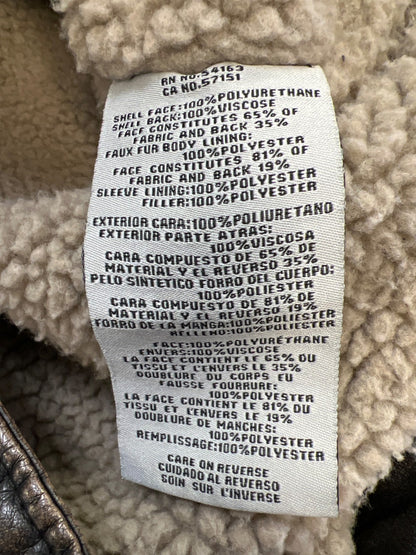 RN NO.54163
CA NO.57151
SHELL FACE:100%POLYURETHANE
SHELL BACK:100%VISCOSE
FACE CONSTITUTES 65% OF
FABRIC AND BACK 35%
FAUX FUR BODY LINING:
100%POLYESTER
FACE CONSTITUTES 81% OF
FABRIC AND BACK 19%
SLEEVE LINING:100%POLYESTER
FILLER:100%POLYESTER
EXTERIOR CARA:100%POLIURETANO
EXTERIOR PARTE ATRAS:
100%VISCOSA
CARA COMPUESTO DE 65% DE
MATERIAL Y EL REVERSO 35%
PELO SINTETICO FORRO DEL CUERPO:
100%POLIESTER
CARA COMPUESTO DE 81% DE
MATERIAL Y EL REVERSO 19%
FORRO DE LA MANGA:100%POLIESTER
RELLENO:100%POLIESTER
FACE:100%POLYURÉTHANE
ENVERS:100%VISCOSE
LA FACE CONTIENT LE 65% DU
TISSU ET L'ENVERS LE 35%
DOUBLURE DU CORPS EU
FAUSSE FOURRURE:
100%POLYESTER
LA FACE CONTIENT LE 81% DU
TISSU ET L'ENVERS LE 19%
DOUBLURE DE MANCHES:
100%POLYESTER
REMPLISSAGE:100%POLYESTER
CARE ON REVERSE
CUIDADO AL REVERSO
SOIN SUR L'INVERSE